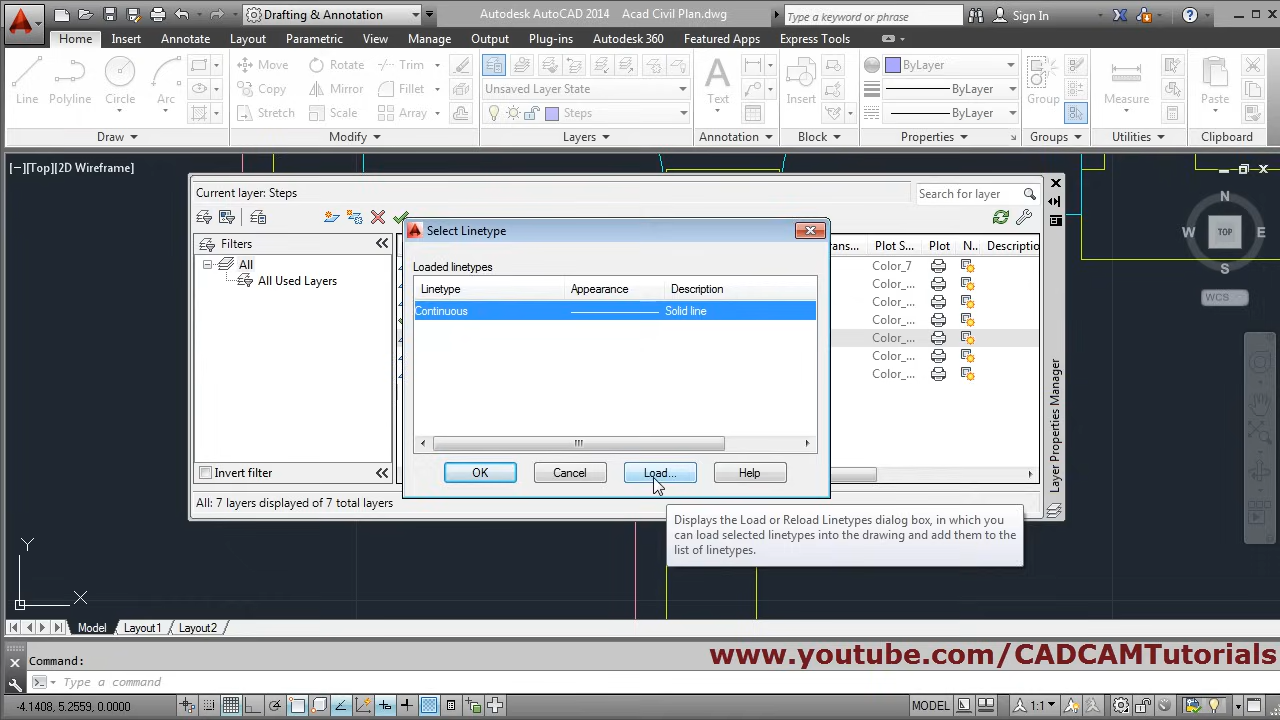 Drafting & Annotation
Autodesk AutoCAD 2014 Acad Civil Plan.dwg
Type a keyword or phrase
Sign In
Home Insert Annotate Layout Parametric View Manage Output Plug-ins Autodesk 360 Featured Apps Express Tools
Line Polyline Circle Arc
Move Rotate Trim
Copy Mirror Fillet
Stretch Scale Array
Unsaved Layer State
Steps
Text
Insert
ByLayer
ByLayer
ByLayer
Group
Measure
Paste
Draw Modify Layers Annotation Block Properties Groups Utilities Clipboard
[−][Top][2D Wireframe]
Current layer: Steps
Search for layer
Filters
All
All Used Layers
Invert filter
All: 7 layers displayed of 7 total layers
Select Linetype
Loaded linetypes
Linetype Appearance Description
Continuous Solid line
OK Cancel Load... Help
Displays the Load or Reload Linetypes dialog box, in which you
can load selected linetypes into the drawing and add them to the
list of linetypes.
...rans... Plot S... Plot N... Descriptio
Color_7
Color_...
Color_...
Color_...
Color_...
Color_...
Color_...
Layer Properties Manager
N
W TOP E
S
WCS
Y
X
Model Layout1 Layout2
Command:
www.youtube.com/CADCAMTutorials
Type a command
-4.1408, 5.2559, 0.0000
MODEL
1:1